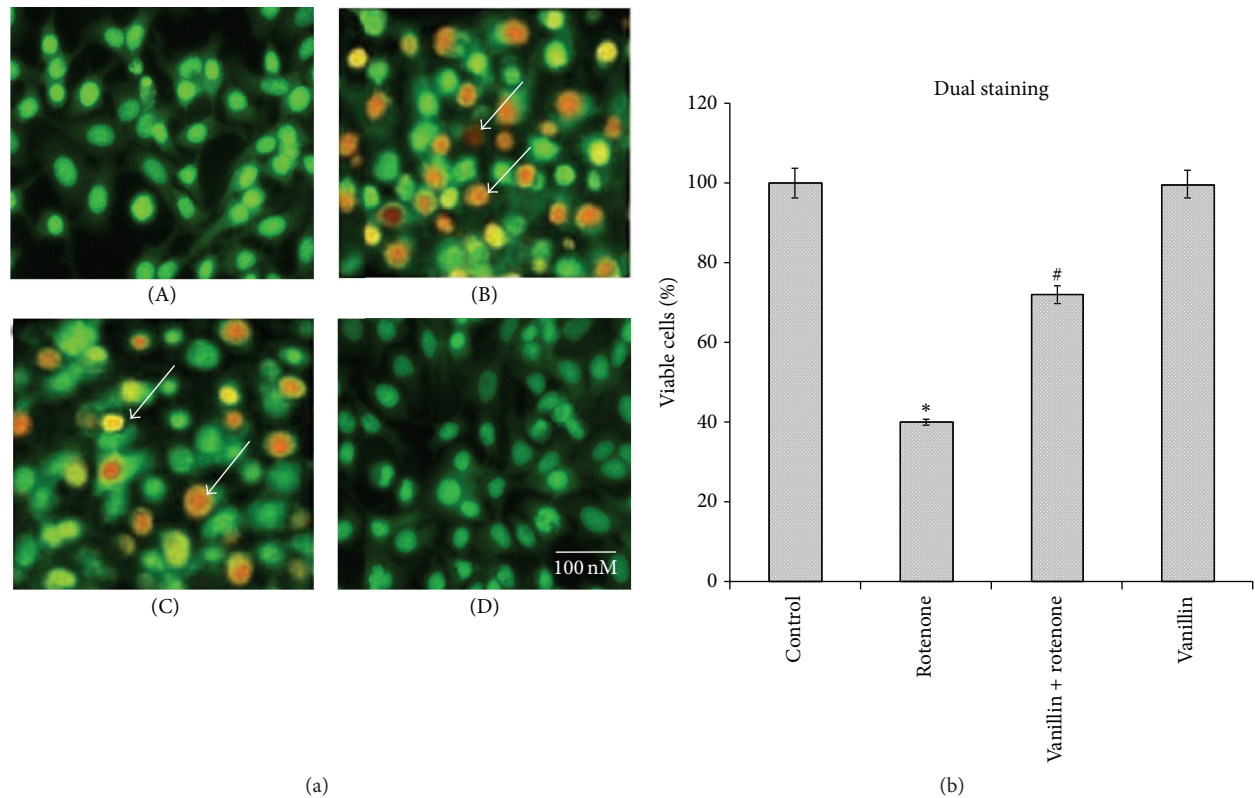 (A)
(B)
(C)
100 nM
(D)
(a)
Dual staining
Viable cells (%)
120
100
80
60
40
20
0
*
#
Control
Rotenone
Vanillin + rotenone
Vanillin
(b)